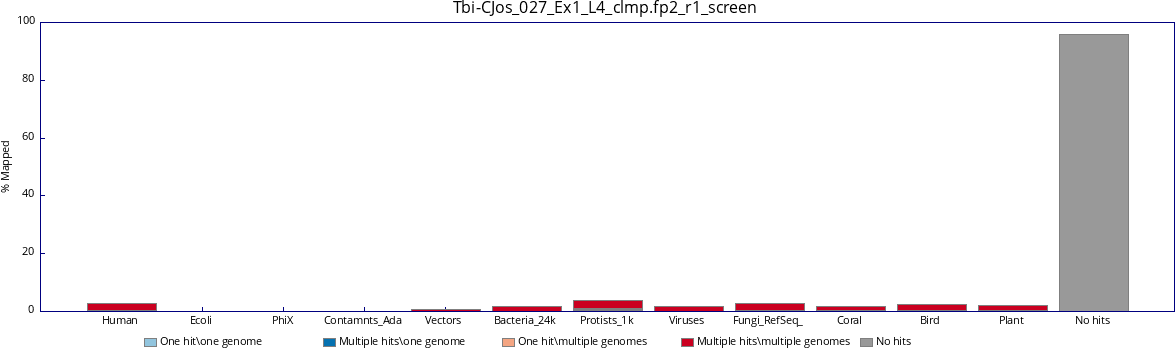 Tbi-CJos_027_Ex1_L4_clmp.fp2_r1_screen
100
80
60
40
20
0
% Mapped
Human Ecoli PhiX Contamnts_Ada Vectors Bacteria_24k Protists_1k Viruses Fungi_RefSeq_ Coral Bird Plant No hits
One hit\one genome Multiple hits\one genome One hit\multiple genomes Multiple hits\multiple genomes No hits